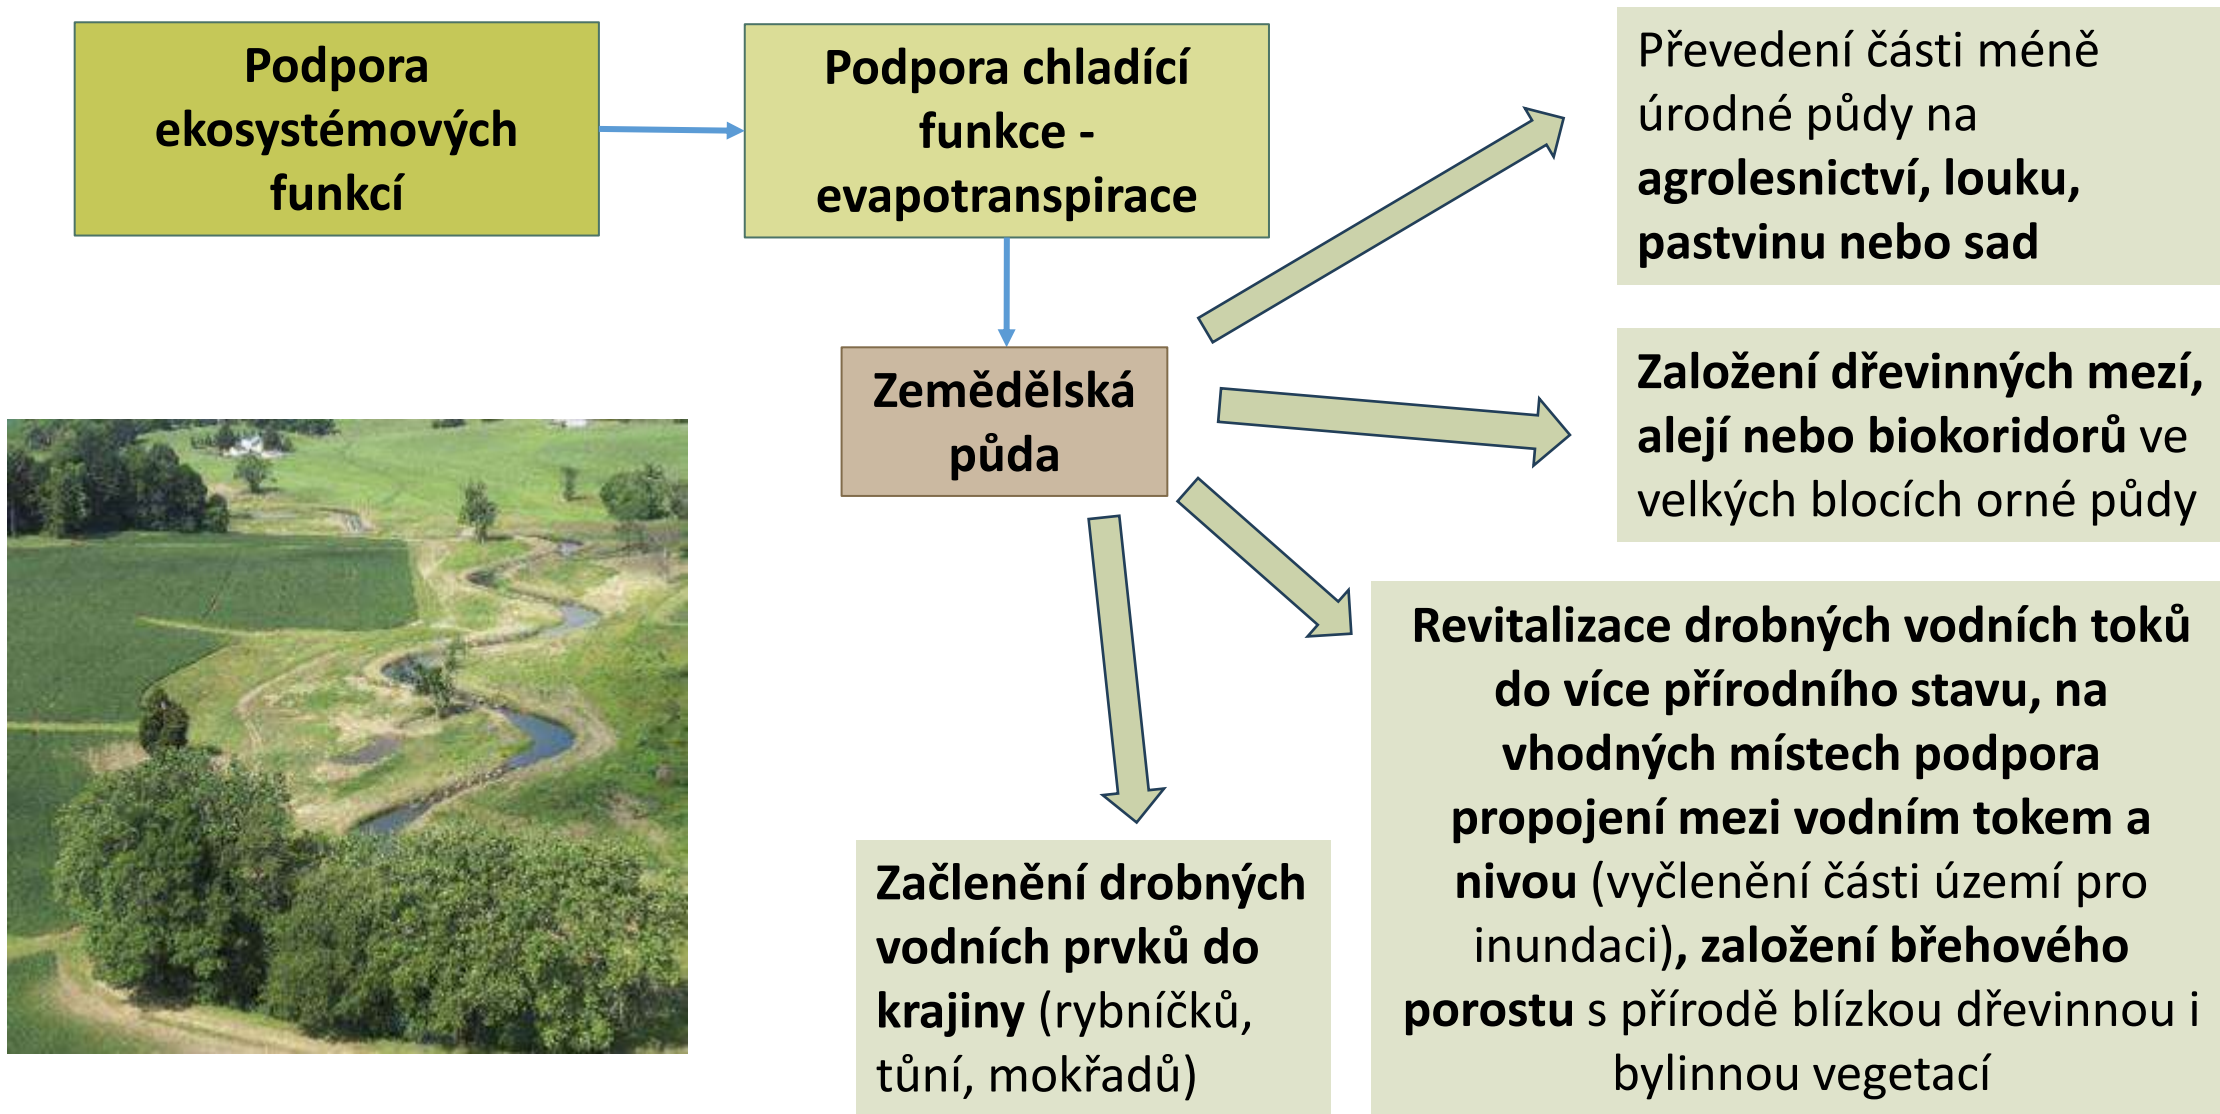 Podpora
ekosystémových
funkcí
Podpora chladící
funkce -
evapotranspirace
Zemědělská
půda
Převedení části méně
úrodné půdy na
agrolesnictví, louku,
pastvinu nebo sad
Založení dřevinných mezí,
alejí nebo biokoridorů ve
velkých blocích orné půdy
Revitalizace drobných vodních toků
do více přírodního stavu, na
vhodných místech podpora
propojení mezi vodním tokem a
nivou (vyčlenění části území pro
inundaci), založení břehového
porostu s přírodě blízkou dřevinnou i
bylinnou vegetací
Začlenění drobných
vodních prvků do
krajiny (rybníčků,
tůní, mokřadů)